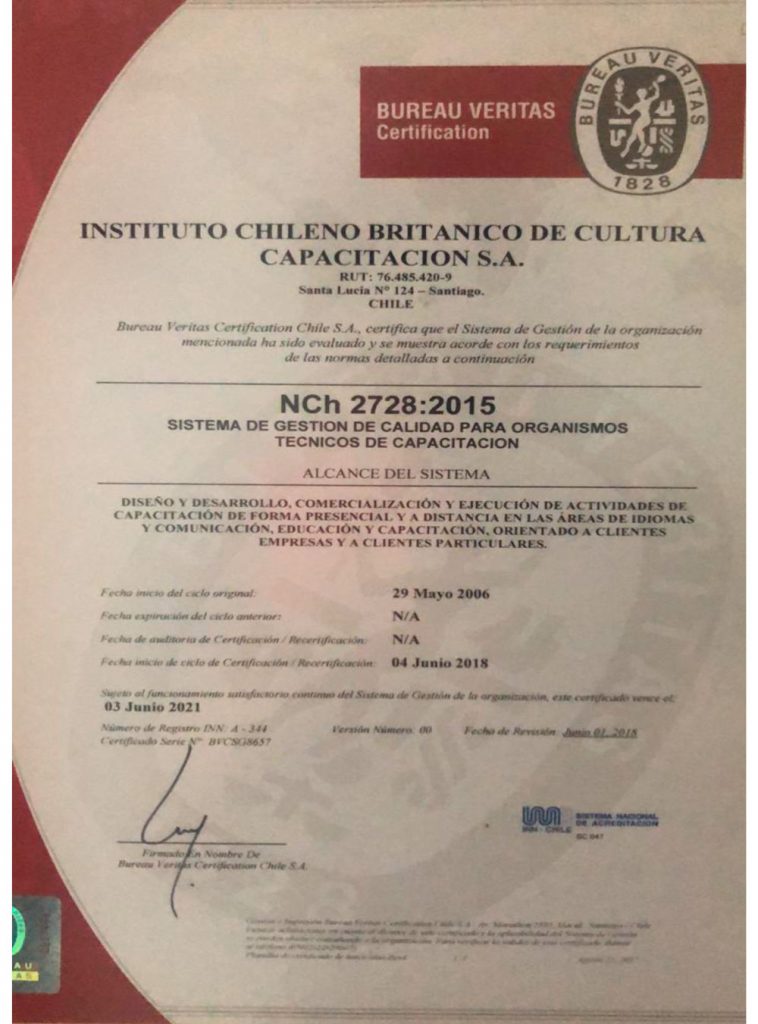 BUREAU VERITAS
Certification
BUREAU VERITAS
1828
INSTITUTO CHILENO BRITANICO DE CULTURA
CAPACITACION S.A.
RUT: 76.485.420-9
Santa Lucia N° 124 – Santiago.
CHILE
Bureau Veritas Certification Chile S.A., certifica que el Sistema de Gestión de la organización
mencionada ha sido evaluado y se muestra acorde con los requerimientos
de las normas detalladas a continuación
NCh 2728:2015
SISTEMA DE GESTION DE CALIDAD PARA ORGANISMOS
TECNICOS DE CAPACITACION
ALCANCE DEL SISTEMA
DISEÑO Y DESARROLLO, COMERCIALIZACIÓN Y EJECUCIÓN DE ACTIVIDADES DE
CAPACITACIÓN DE FORMA PRESENCIAL Y A DISTANCIA EN LAS ÁREAS DE IDIOMAS
Y COMUNICACIÓN, EDUCACIÓN Y CAPACITACIÓN, ORIENTADO A CLIENTES
EMPRESAS Y A CLIENTES PARTICULARES.
Fecha inicio del ciclo original: 29 Mayo 2006
Fecha expiración del ciclo anterior: N/A
Fecha de auditoria de Certificación / Recertificación: N/A
Fecha inicio de ciclo de Certificación / Recertificación: 04 Junio 2018
Sujeto al funcionamiento satisfactorio continuo del Sistema de Gestión de la organización, este certificado vence el:
03 Junio 2021
Número de Registro INN: A - 344 Versión Número: 00 Fecha de Revisión: Junio 01, 2018
Certificado Serie N° BVCSG8657
Firmado En Nombre De
Bureau Veritas Certification Chile S.A.
INN - CHILE
SISTEMA NACIONAL
DE ACREDITACION
SC 047